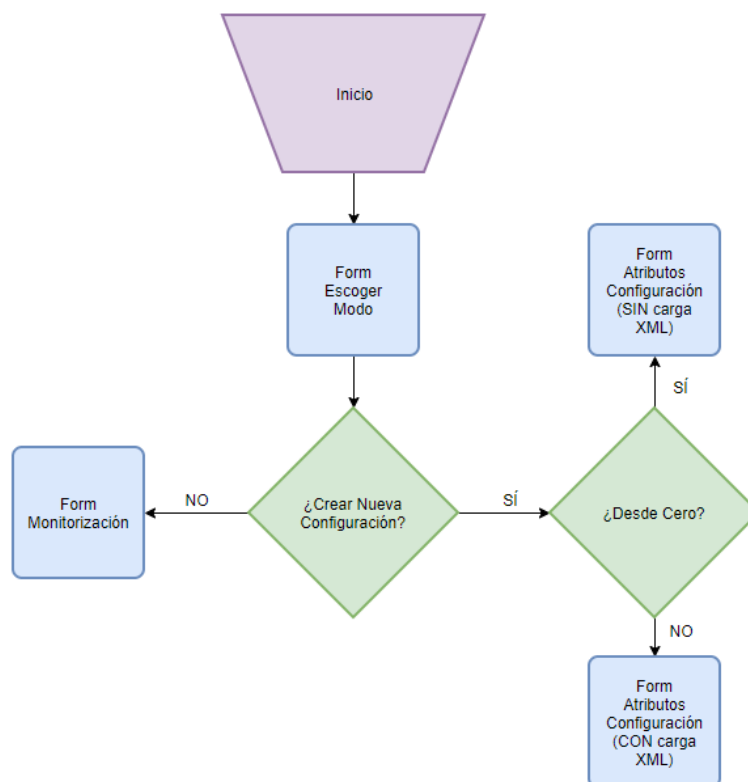 Inicio
Form
Escoger
Modo
Form
Atributos
Configuración
(SIN carga
XML)
SÍ
Form
Monitorización
NO
¿Crear Nueva
Configuración?
SÍ
¿Desde Cero?
NO
Form
Atributos
Configuración
(CON carga
XML)